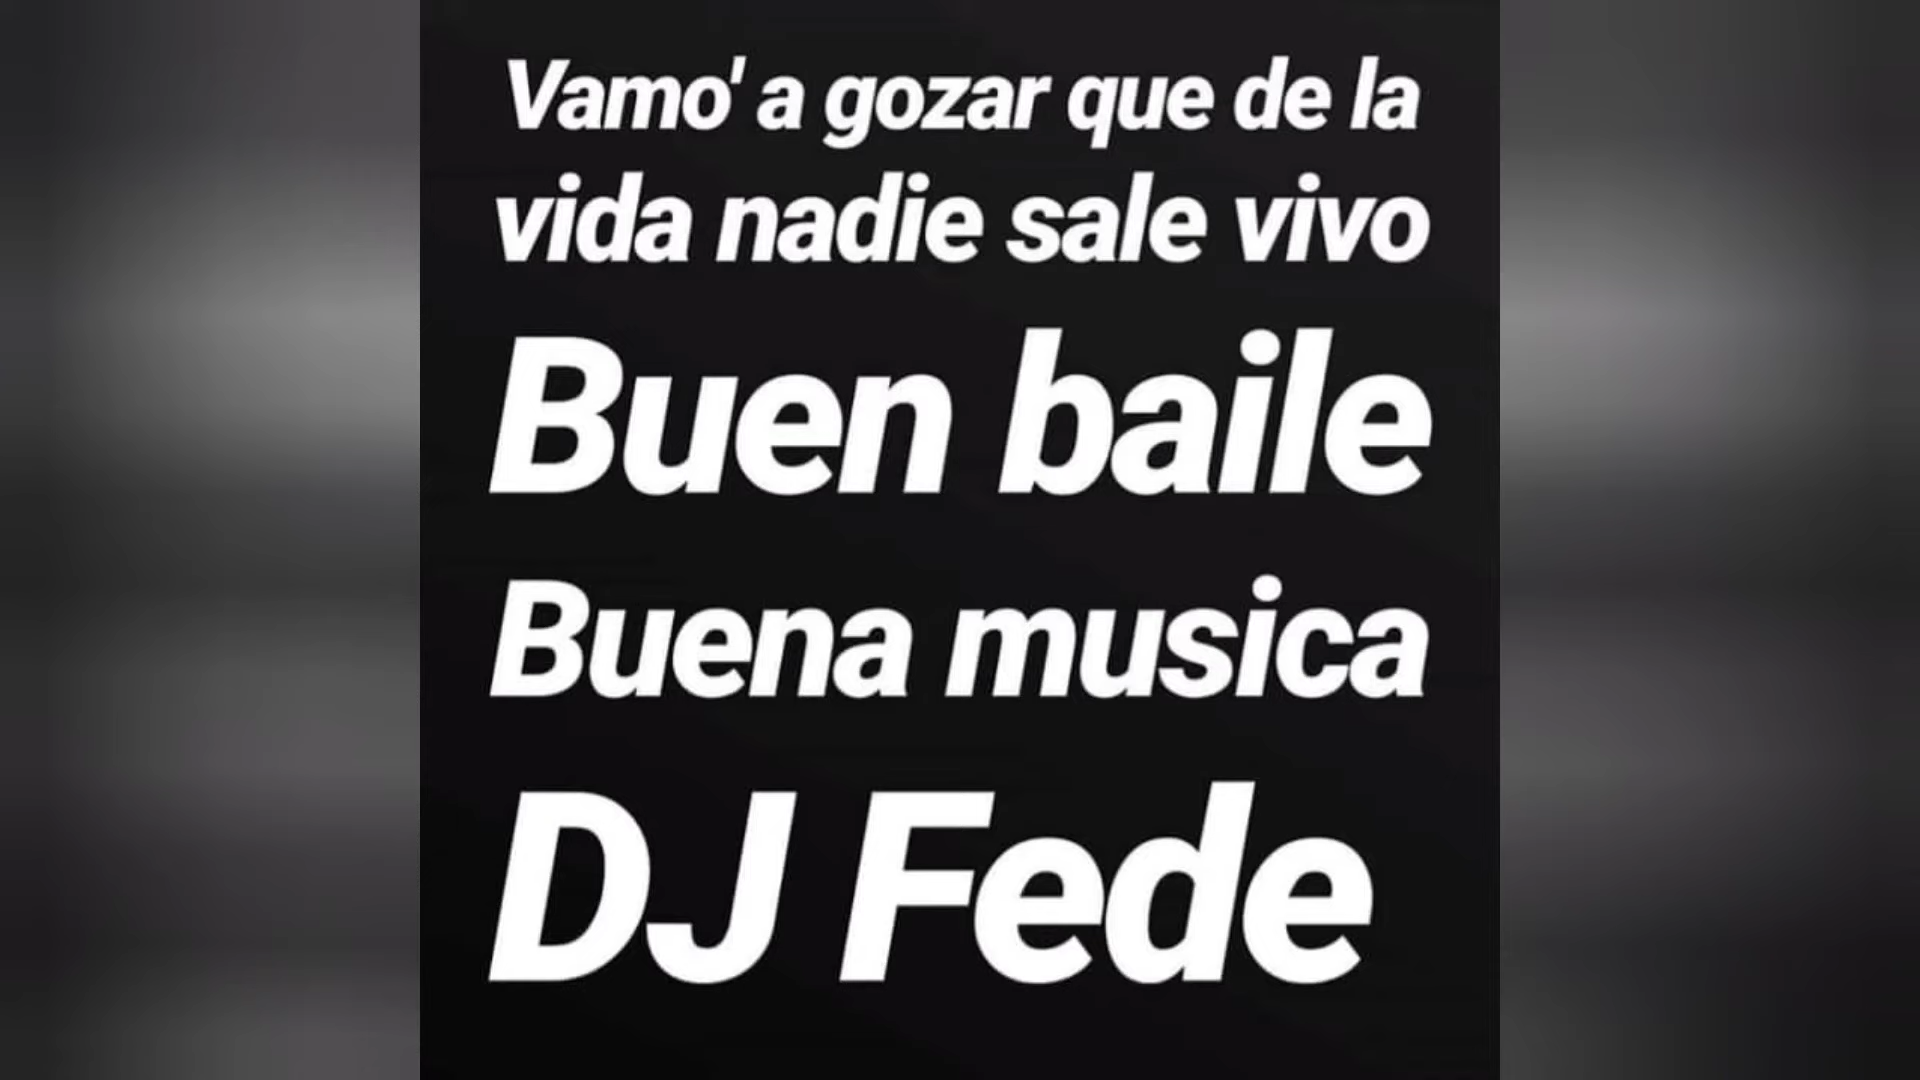 Vamo' a gozar que de la
vida nadie sale vivo
Buen baile
Buena musica
DJ Fede